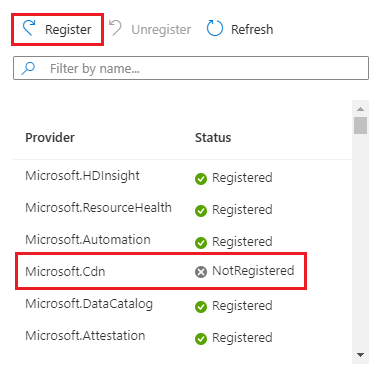 Register Unregister Refresh
Filter by name...
Provider Status
Microsoft.HDInsight Registered
Microsoft.ResourceHealth Registered
Microsoft.Automation Registered
Microsoft.Cdn NotRegistered
Microsoft.DataCatalog Registered
Microsoft.Attestation Registered